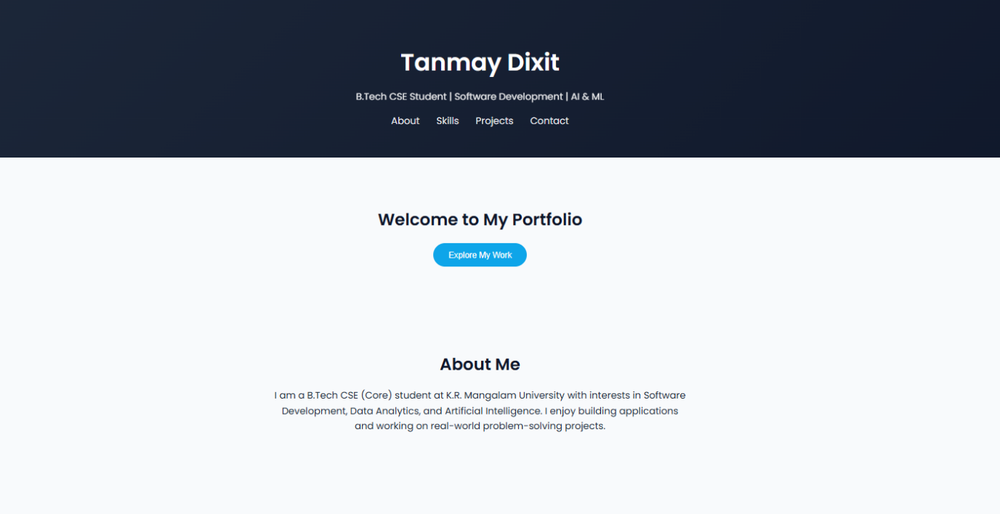 Tanmay Dixit
B.Tech CSE Student | Software Development | AI & ML
About Skills Projects Contact
Welcome to My Portfolio
Explore My Work
About Me
I am a B.Tech CSE (Core) student at K.R. Mangalam University with interests in Software
Development, Data Analytics, and Artificial Intelligence. I enjoy building applications
and working on real-world problem-solving projects.